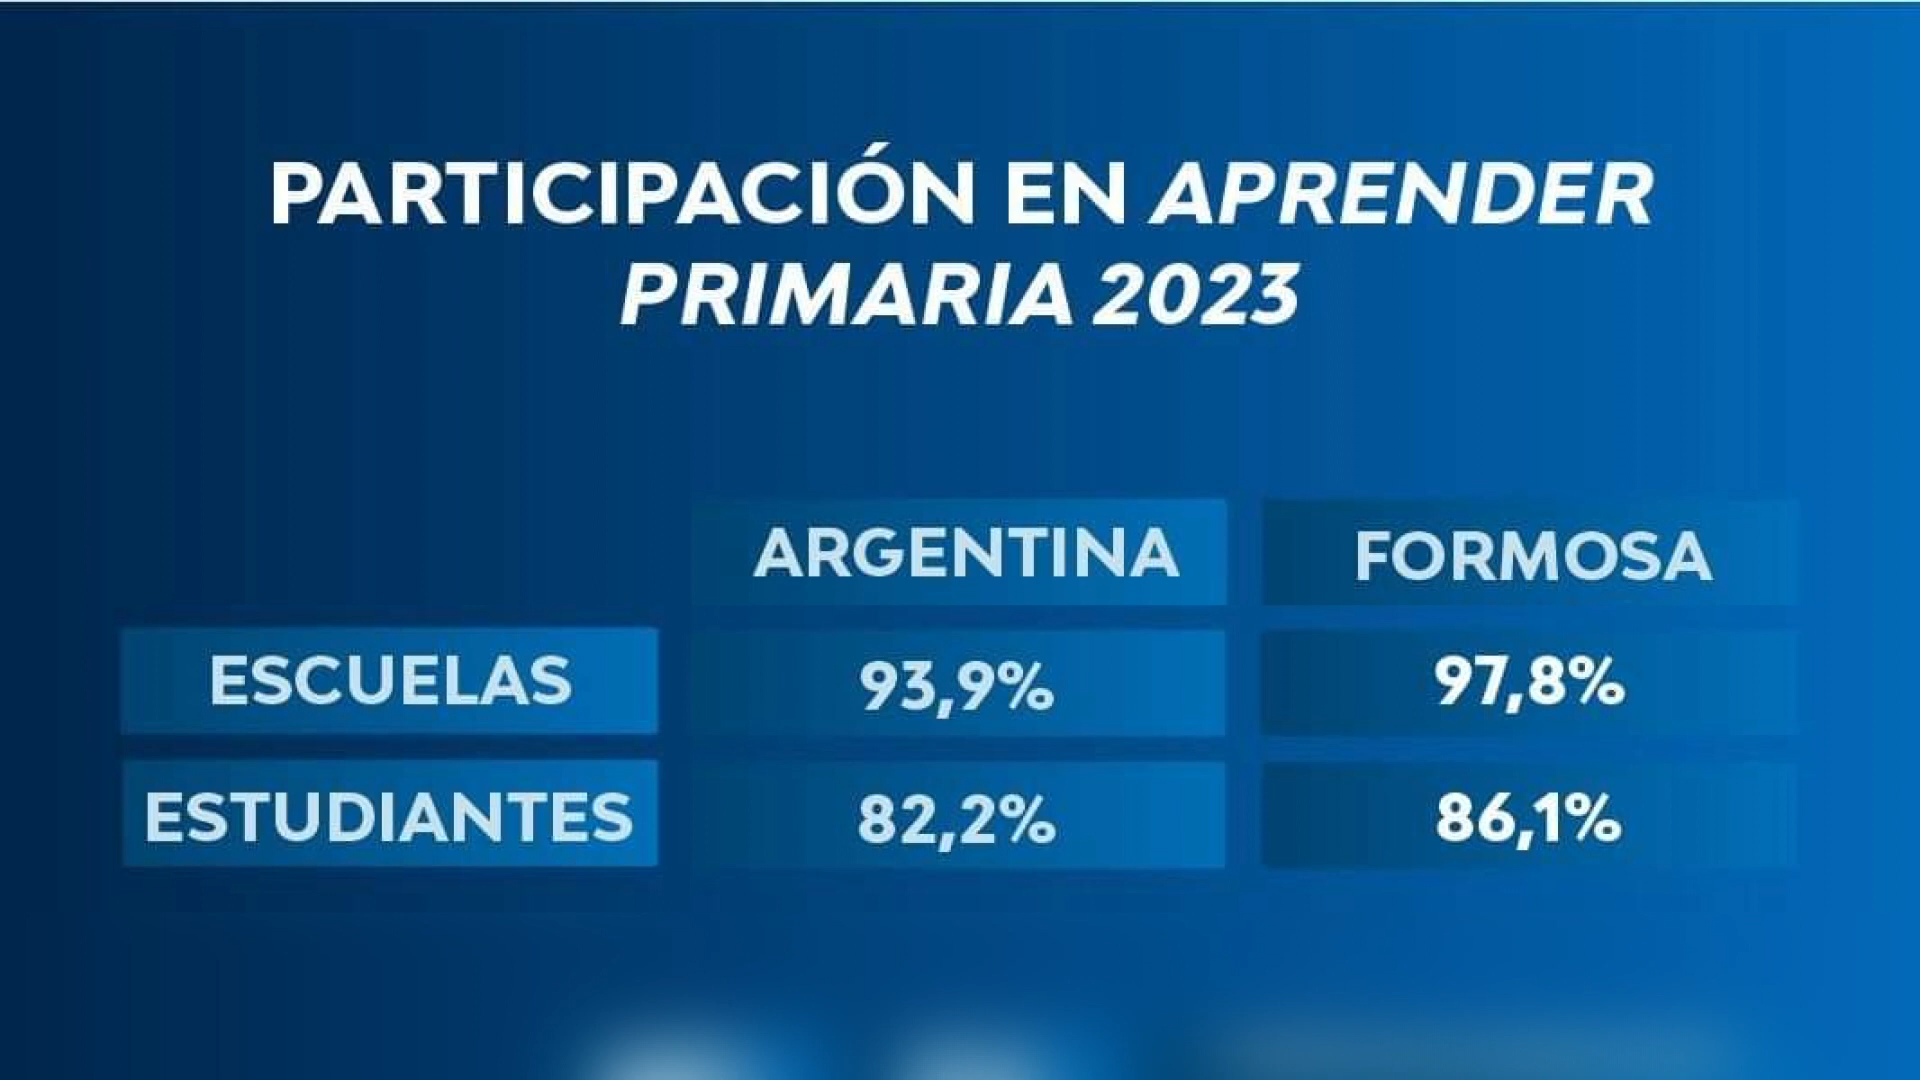 PARTICIPACIÓN EN APRENDER
PRIMARIA 2023
ARGENTINA FORMOSA
ESCUELAS 93,9% 97,8%
ESTUDIANTES 82,2% 86,1%